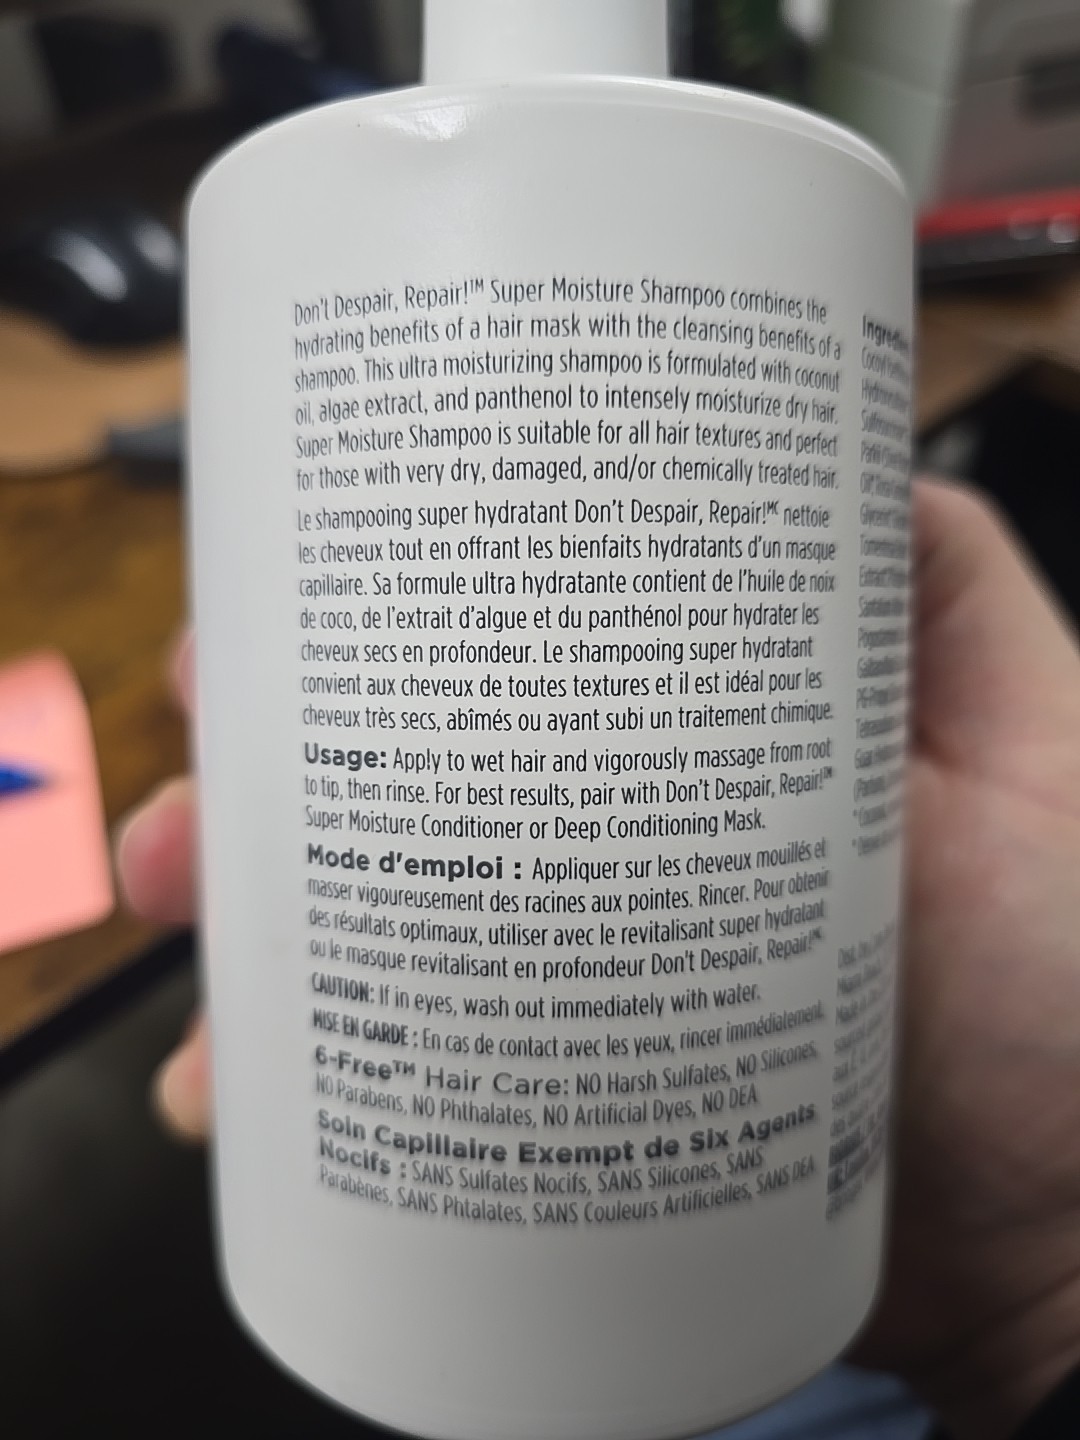 Don't Despair, Repair!™ Super Moisture Shampoo combines the
hydrating benefits of a hair mask with the cleansing benefits of a
shampoo. This ultra moisturizing shampoo is formulated with coconut
oil, algae extract, and panthenol to intensely moisturize dry hair.
Super Moisture Shampoo is suitable for all hair textures and perfect
for those with very dry, damaged, and/or chemically treated hair.
Le shampooing super hydratant Don't Despair, Repair!ᴹᶜ nettoie
les cheveux tout en offrant les bienfaits hydratants d'un masque
capillaire. Sa formule ultra hydratante contient de l'huile de noix
de coco, de l'extrait d'algue et du panthénol pour hydrater les
cheveux secs en profondeur. Le shampooing super hydratant
convient aux cheveux de toutes textures et il est idéal pour les
cheveux très secs, abîmés ou ayant subi un traitement chimique.
Usage: Apply to wet hair and vigorously massage from root
to tip, then rinse. For best results, pair with Don't Despair, Repair!™
Super Moisture Conditioner or Deep Conditioning Mask.
Mode d'emploi : Appliquer sur les cheveux mouillés et
masser vigoureusement des racines aux pointes. Rincer. Pour obtenir
des résultats optimaux, utiliser avec le revitalisant super hydratant
ou le masque revitalisant en profondeur Don't Despair, Repair!ᴹᶜ
CAUTION: If in eyes, wash out immediately with water.
MISE EN GARDE : En cas de contact avec les yeux, rincer immédiatement.
6-Free™ Hair Care: NO Harsh Sulfates, NO Silicones,
NO Parabens, NO Phthalates, NO Artificial Dyes, NO DEA
Soin Capillaire Exempt de Six Agents
Nocifs : SANS Sulfates Nocifs, SANS Silicones, SANS
Parabènes, SANS Phtalates, SANS Couleurs Artificielles, SANS DEA